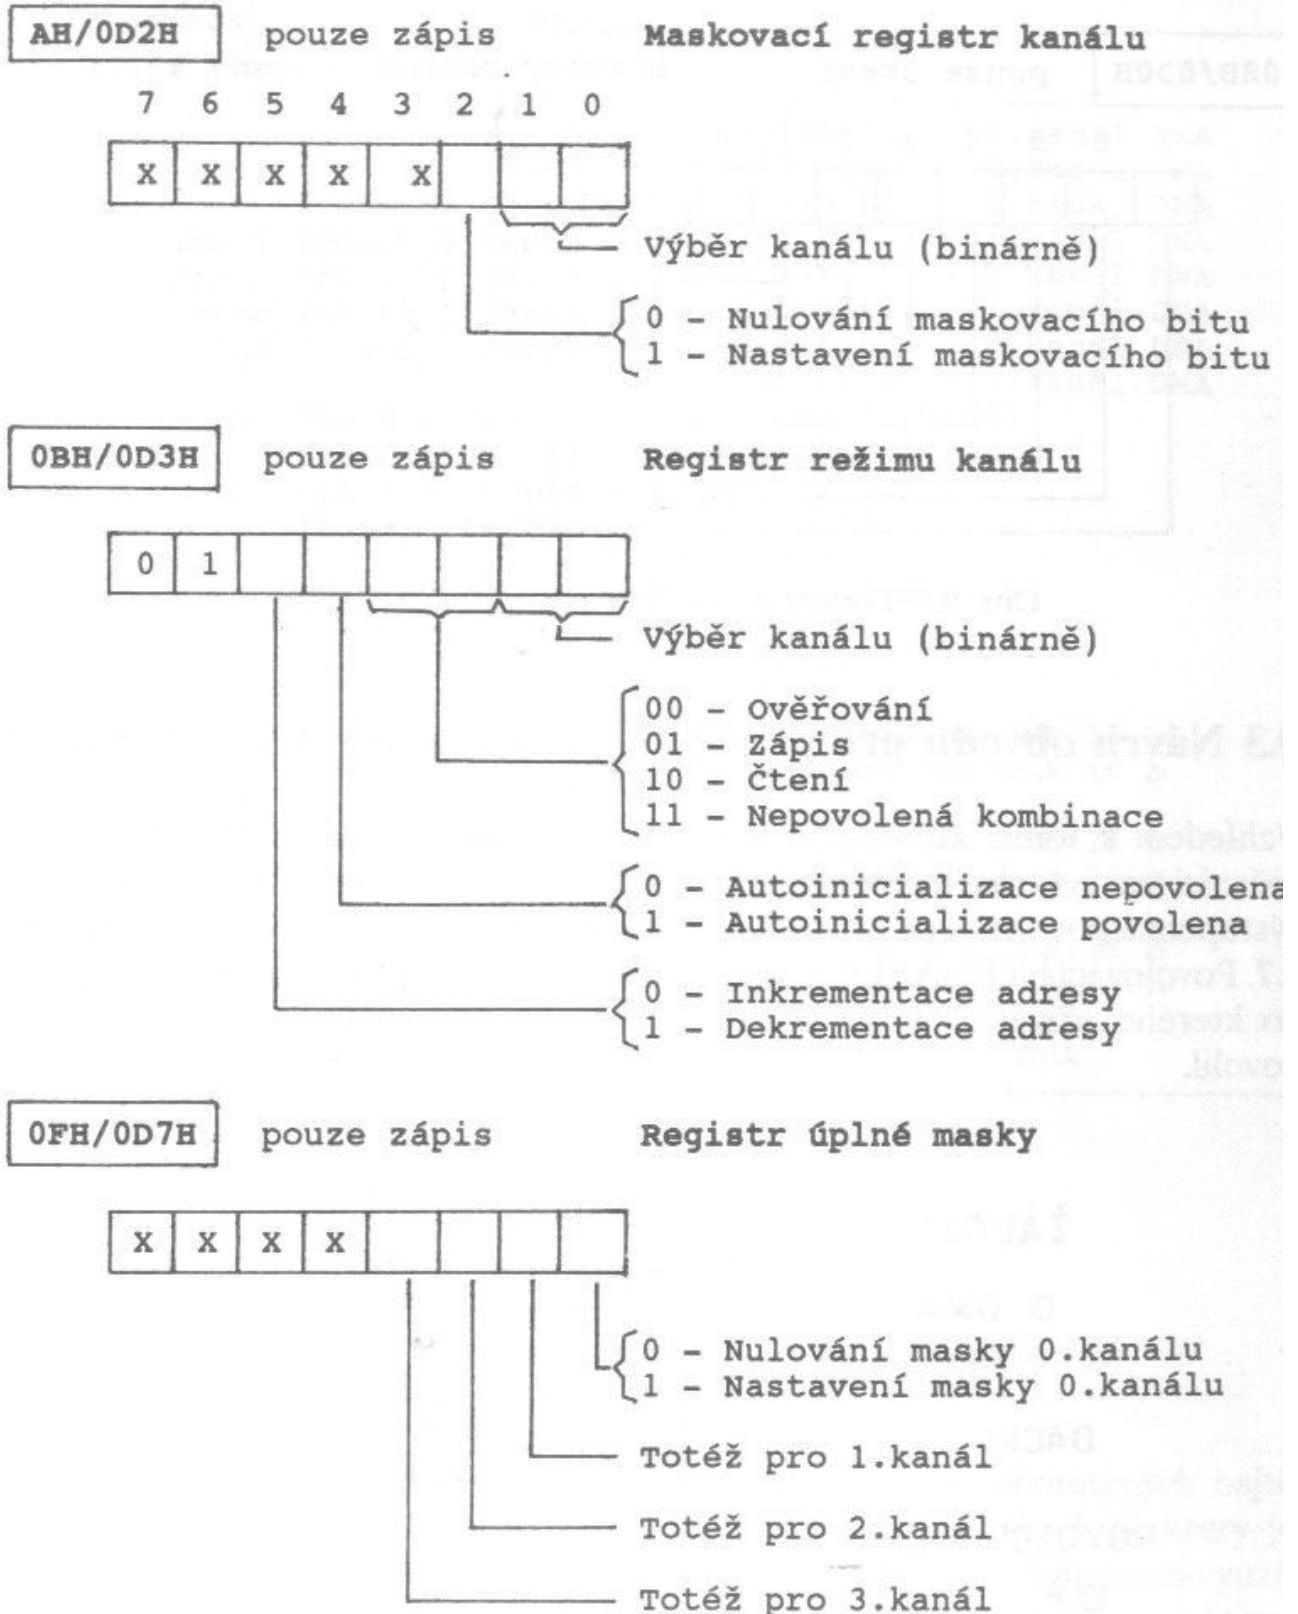 AH/0D2H pouze zápis Maskovací registr kanálu
7 6 5 4 3 2 1 0
X X X X X
Výběr kanálu (binárně)
0 - Nulování maskovacího bitu
1 - Nastavení maskovacího bitu
0BH/0D3H pouze zápis Registr režimu kanálu
0 1
Výběr kanálu (binárně)
00 - Ověřování
01 - Zápis
10 - Čtení
11 - Nepovolená kombinace
0 - Autoinicializace nepovolena
1 - Autoinicializace povolena
0 - Inkrementace adresy
1 - Dekrementace adresy
0FH/0D7H pouze zápis Registr úplné masky
X X X X
0 - Nulování masky 0.kanálu
1 - Nastavení masky 0.kanálu
Totéž pro 1.kanál
Totéž pro 2.kanál
Totéž pro 3.kanál